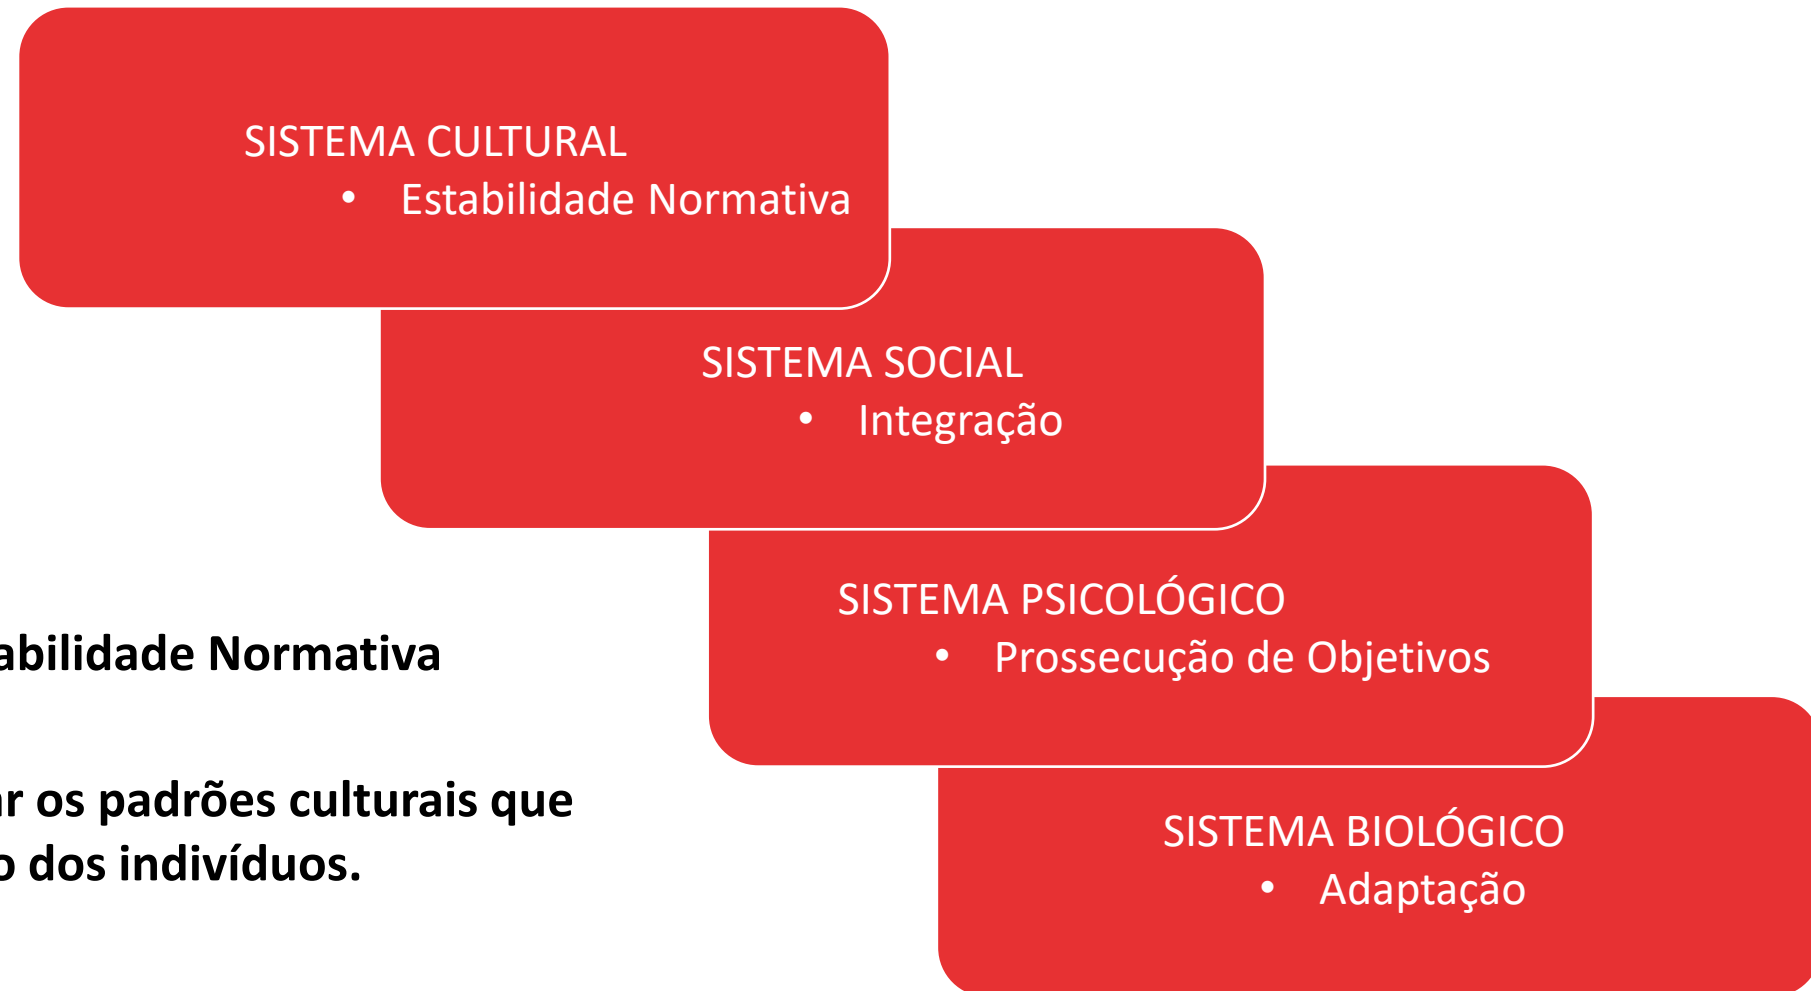 SISTEMA CULTURAL
• Estabilidade Normativa
SISTEMA SOCIAL
• Integração
SISTEMA PSICOLÓGICO
• Prossecução de Objetivos
abilidade Normativa
ar os padrões culturais que
o dos indivíduos.
SISTEMA BIOLÓGICO
• Adaptação